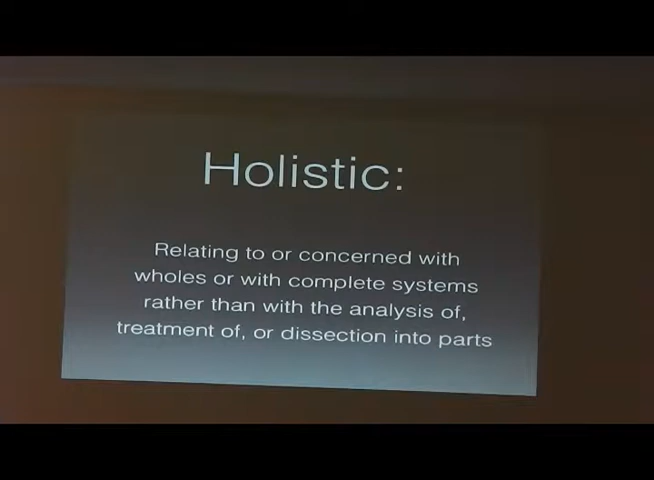 Holistic:
Relating to or concerned with
wholes or with complete systems
rather than with the analysis of,
treatment of, or dissection into parts